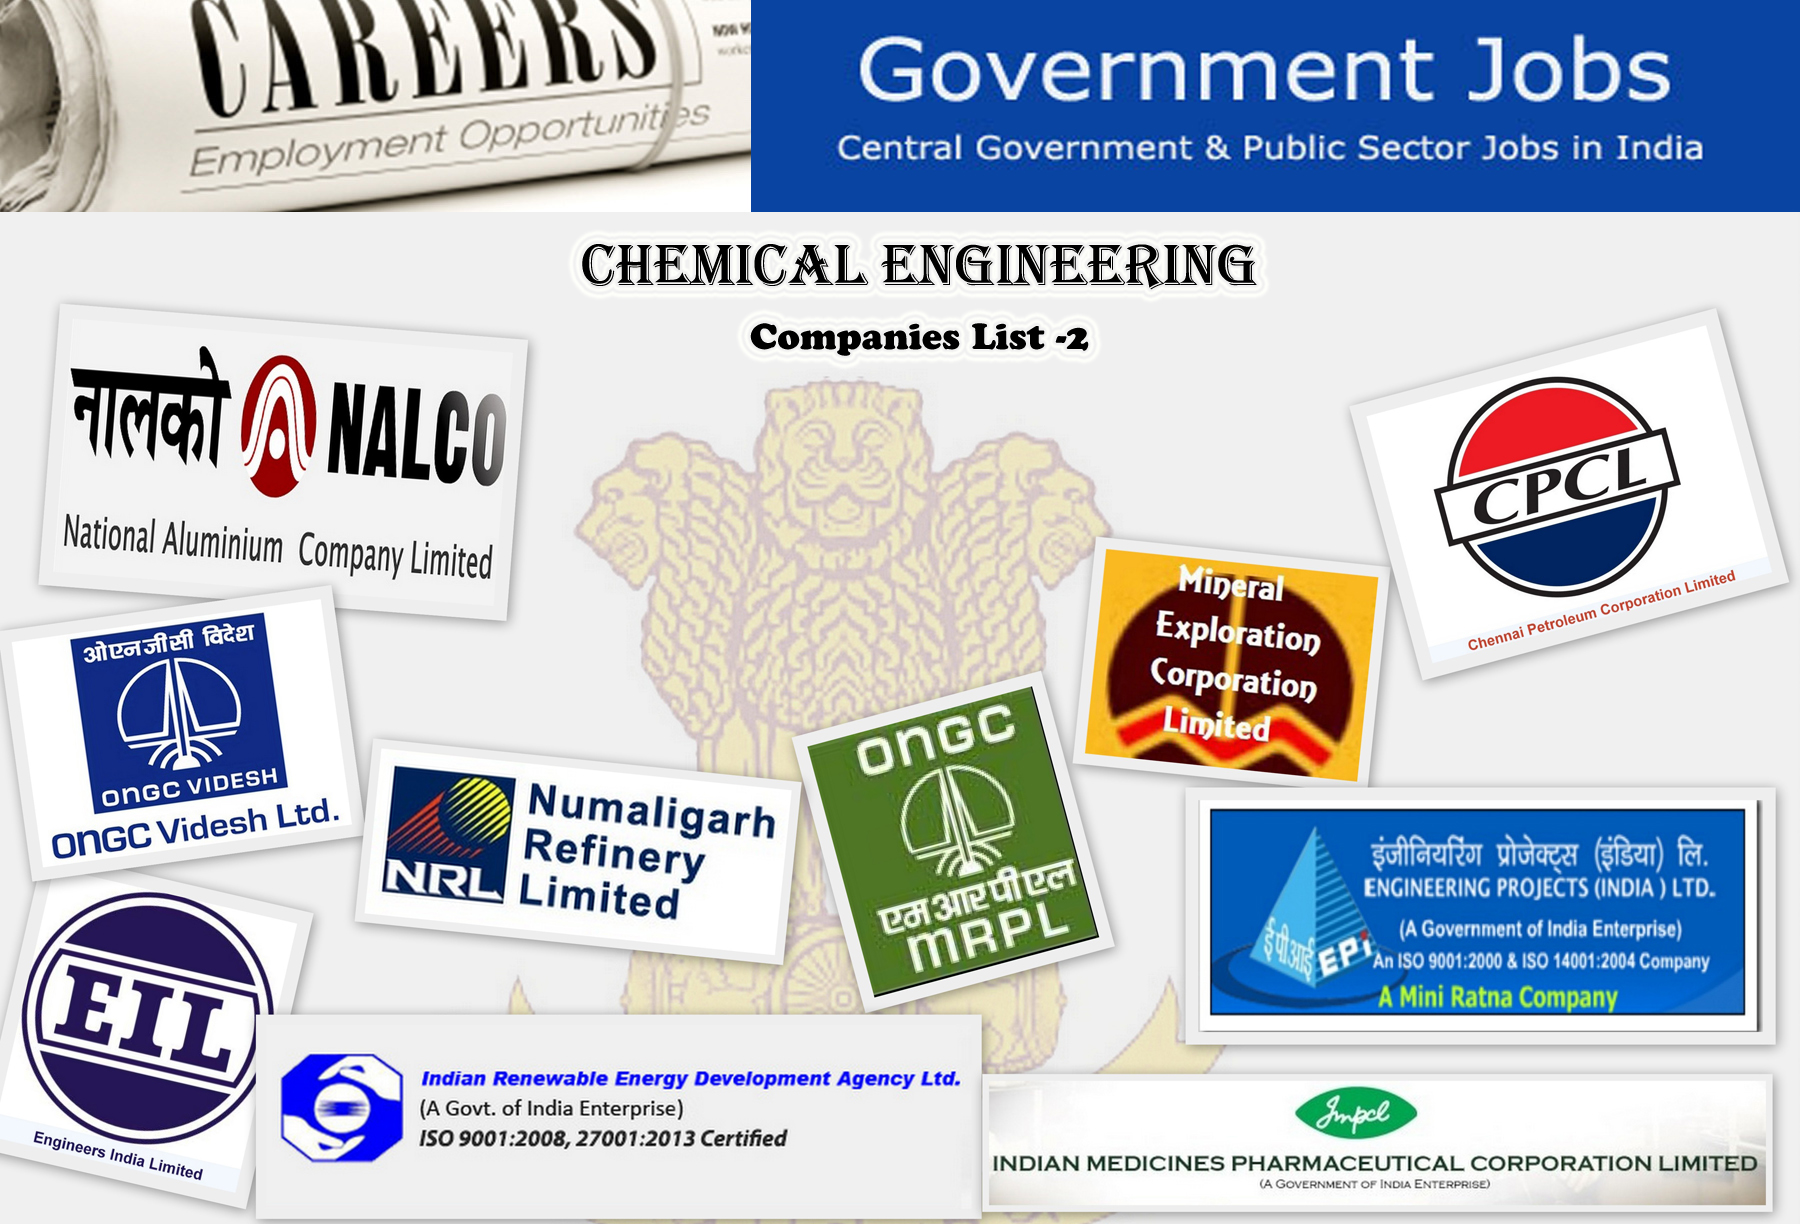 CAREERS
Employment Opportunities
Government Jobs
Central Government & Public Sector Jobs in India
CHEMICAL ENGINEERING
Companies List -2
नालको NALCO
National Aluminium Company Limited
CPCL
Chennai Petroleum Corporation Limited
Mineral
Exploration
Corporation
Limited
ओएनजीसी विदेश
ONGC VIDESH
ONGC Videsh Ltd.
NRL
Numaligarh
Refinery
Limited
ONGC
एम आर पी एल
MRPL
इंजीनियरिंग प्रोजेक्ट्स (इंडिया) लि.
ENGINEERING PROJECTS (INDIA ) LTD.
(A Government of India Enterprise)
ई पी आई EPi
An ISO 9001:2000 & ISO 14001:2004 Company
A Mini Ratna Company
EIL
Engineers India Limited
Indian Renewable Energy Development Agency Ltd.
(A Govt. of India Enterprise)
ISO 9001:2008, 27001:2013 Certified
Impcl
INDIAN MEDICINES PHARMACEUTICAL CORPORATION LIMITED
(A GOVERNMENT OF INDIA ENTERPRISE)